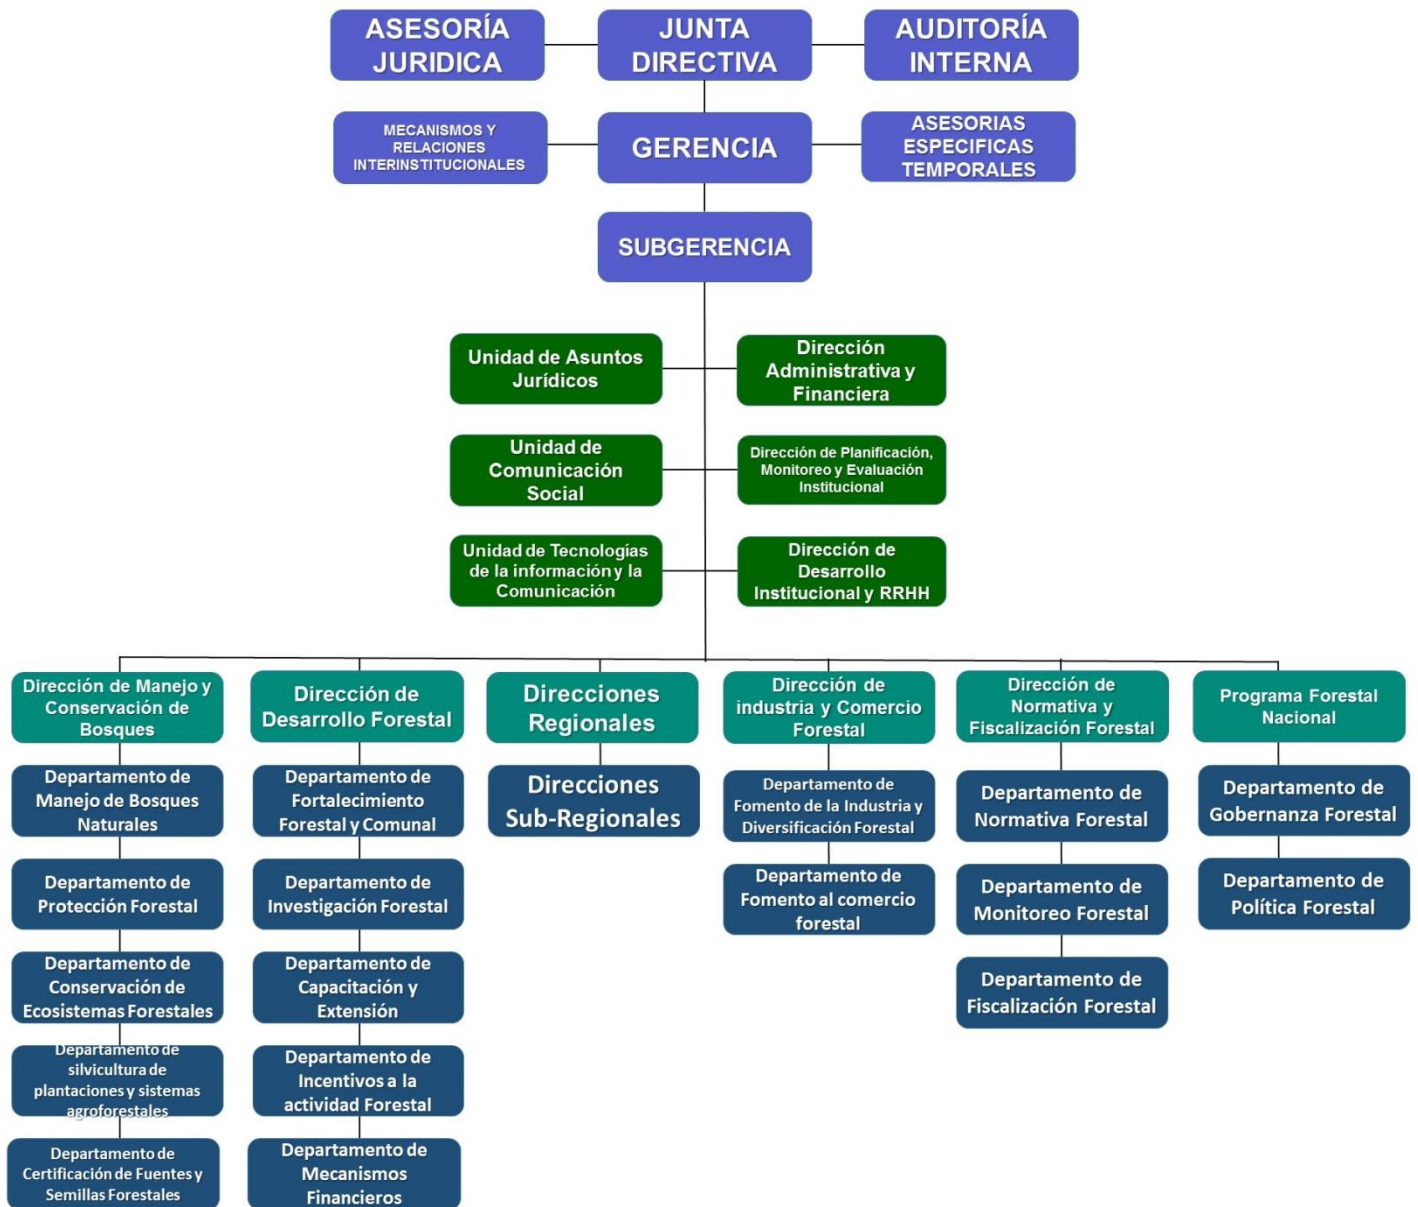 ASESORÍA
JURIDICA
JUNTA
DIRECTIVA
AUDITORÍA
INTERNA
MECANISMOS Y
RELACIONES
INTERINSTITUCIONALES
GERENCIA
ASESORIAS
ESPECIFICAS
TEMPORALES
SUBGERENCIA
Unidad de Asuntos
Jurídicos
Dirección
Administrativa y
Financiera
Unidad de
Comunicación
Social
Dirección de Planificación,
Monitoreo y Evaluación
Institucional
Unidad de Tecnologías
de la información y la
Comunicación
Dirección de
Desarrollo
Institucional y RRHH
Dirección de Manejo y
Conservación de
Bosques
Dirección de
Desarrollo Forestal
Direcciones
Regionales
Dirección de
industria y Comercio
Forestal
Dirección de
Normativa y
Fiscalización Forestal
Programa Forestal
Nacional
Departamento de
Manejo de Bosques
Naturales
Departamento de
Fortalecimiento
Forestal y Comunal
Direcciones
Sub-Regionales
Departamento de
Fomento de la Industria y
Diversificación Forestal
Departamento de
Normativa Forestal
Departamento de
Gobernanza Forestal
Departamento de
Protección Forestal
Departamento de
Investigación Forestal
Departamento de
Fomento al comercio
forestal
Departamento de
Monitoreo Forestal
Departamento de
Política Forestal
Departamento de
Conservación de
Ecosistemas Forestales
Departamento de
Capacitación y
Extensión
Departamento de
Fiscalización Forestal
Departamento de
silvicultura de
plantaciones y sistemas
agroforestales
Departamento de
Incentivos a la
actividad Forestal
Departamento de
Certificación de Fuentes y
Semillas Forestales
Departamento de
Mecanismos
Financieros